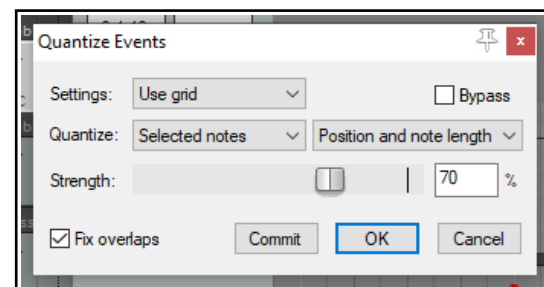 Quantize Events
x
Settings: Use grid Bypass
Quantize: Selected notes Position and note length
Strength: 70 %
Fix overlaps Commit OK Cancel